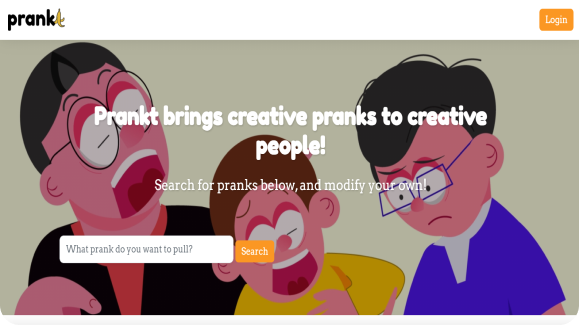 prankt
Login
Prankt brings creative pranks to creative
people!
Search for pranks below, and modify your own!
What prank do you want to pull?
Search